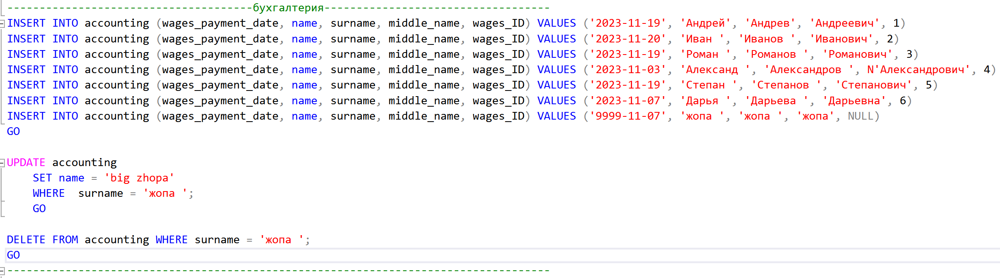 --------------------------------------бухгалтерия-----------------------------------
INSERT INTO accounting (wages_payment_date, name, surname, middle_name, wages_ID) VALUES ('2023-11-19', 'Андрей', 'Андрев', 'Андреевич', 1)
INSERT INTO accounting (wages_payment_date, name, surname, middle_name, wages_ID) VALUES ('2023-11-20', 'Иван ', 'Иванов ', 'Иванович', 2)
INSERT INTO accounting (wages_payment_date, name, surname, middle_name, wages_ID) VALUES ('2023-11-19', 'Роман ', 'Романов ', 'Романович', 3)
INSERT INTO accounting (wages_payment_date, name, surname, middle_name, wages_ID) VALUES ('2023-11-03', 'Александ ', 'Александров ', N'Александрович', 4)
INSERT INTO accounting (wages_payment_date, name, surname, middle_name, wages_ID) VALUES ('2023-11-19', 'Степан ', 'Степанов ', 'Степанович', 5)
INSERT INTO accounting (wages_payment_date, name, surname, middle_name, wages_ID) VALUES ('2023-11-07', 'Дарья ', 'Дарьева ', 'Дарьевна', 6)
INSERT INTO accounting (wages_payment_date, name, surname, middle_name, wages_ID) VALUES ('9999-11-07', 'жопа ', 'жопа ', 'жопа', NULL)
GO
UPDATE accounting
    SET name = 'big zhopa'
    WHERE  surname = 'жопа ';
    GO
DELETE FROM accounting WHERE surname = 'жопа ';
GO
------------------------------------------------------------------------------------